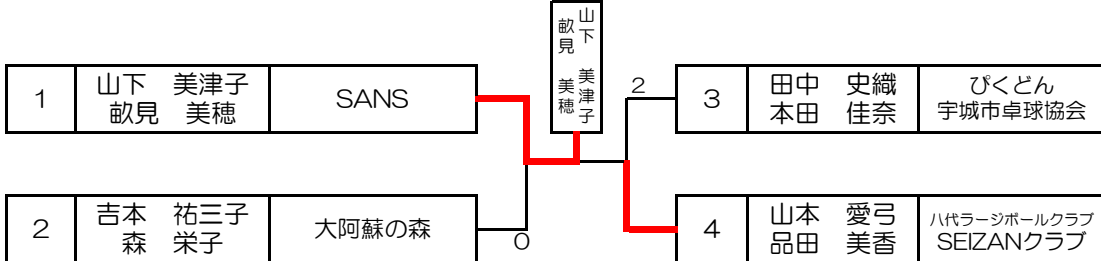 山下 美津子
畝見 美穂
1
山下 美津子
畝見 美穂
SANS
2
3
田中 史織
本田 佳奈
ぴくどん
宇城市卓球協会
2
吉本 祐三子
森 栄子
大阿蘇の森
0
4
山本 愛弓
品田 美香
八代ラージボールクラブ
SEIZANクラブ